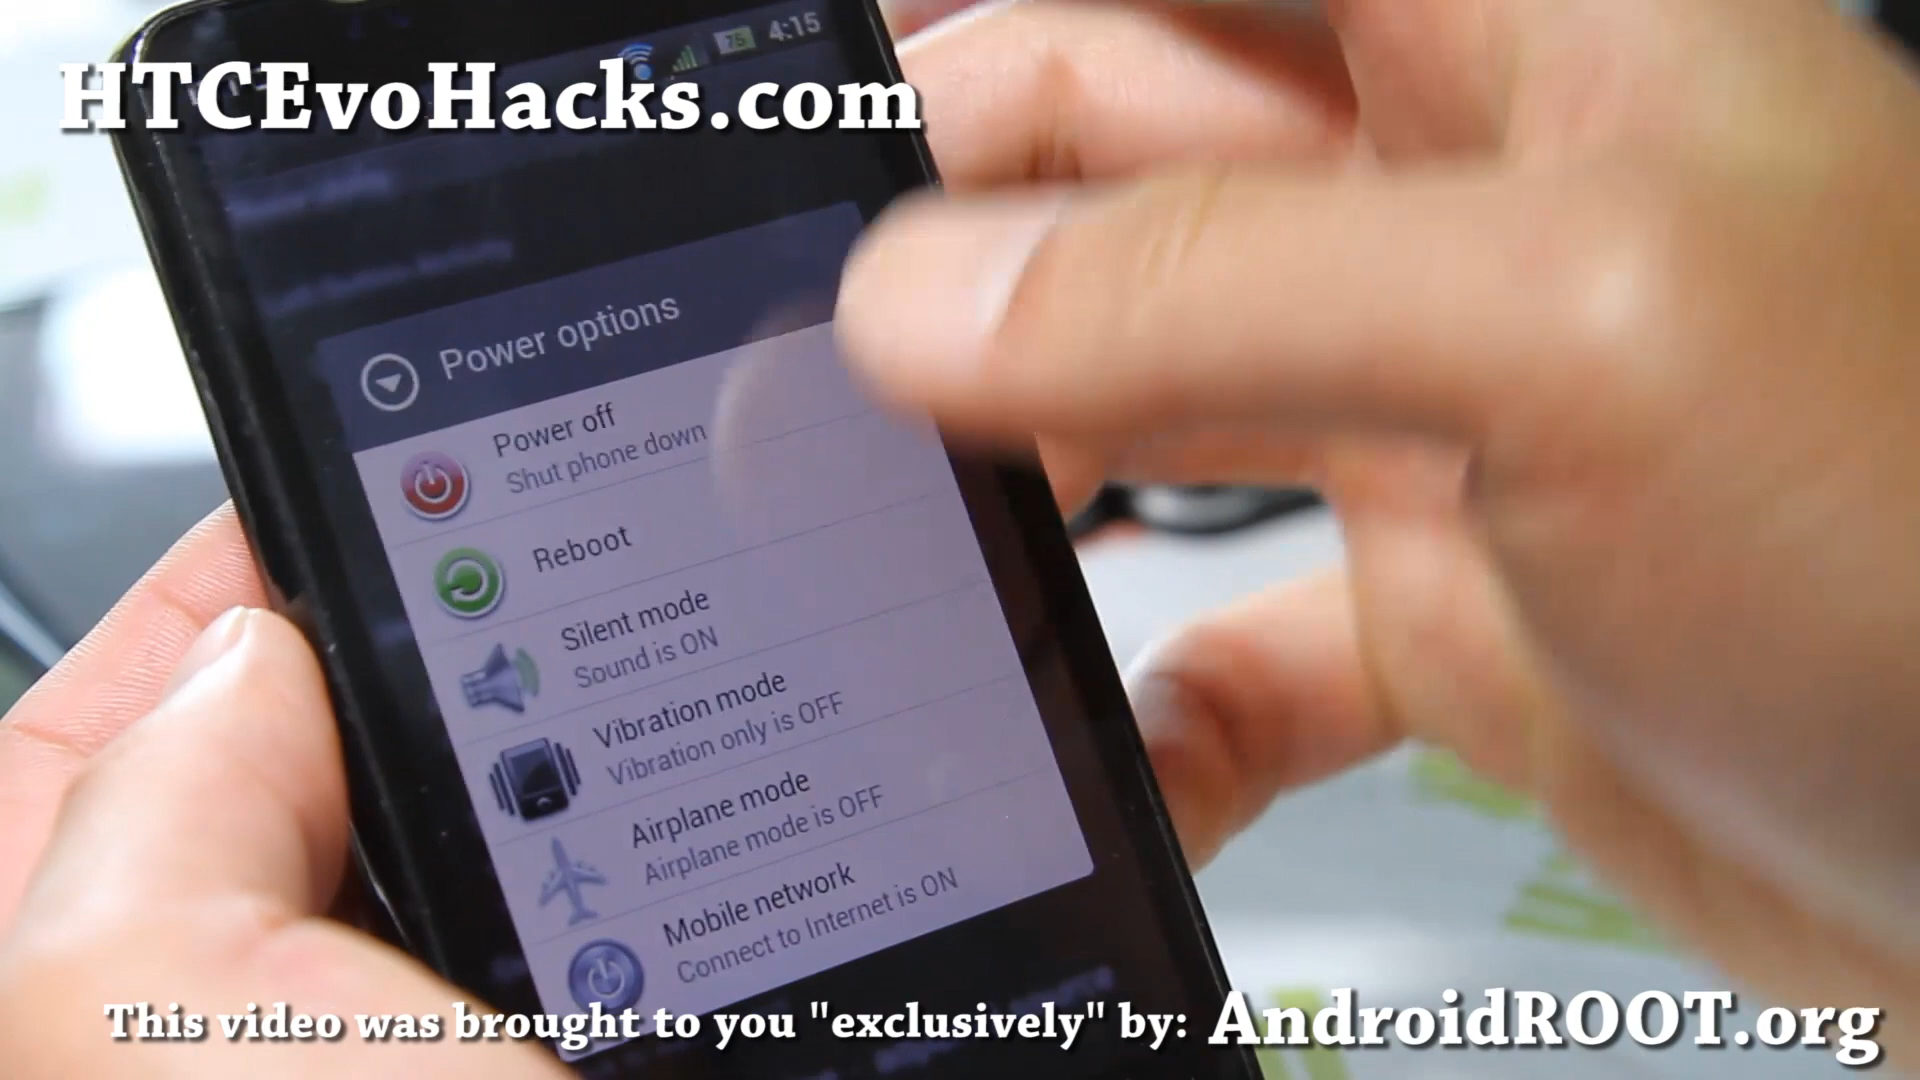 4:15
75
HTCEvoHacks.com
Power options
Power off
Shut phone down
Reboot
Silent mode
Sound is ON
Vibration mode
Vibration only is OFF
Airplane mode
Airplane mode is OFF
Mobile network
Connect to Internet is ON
This video was brought to you "exclusively" by: AndroidROOT.org